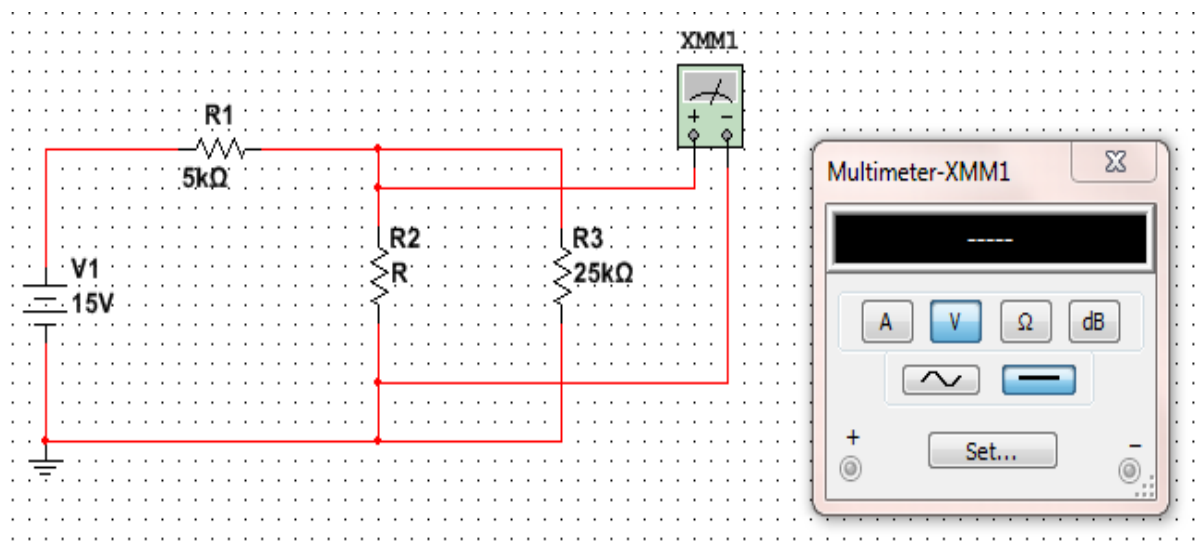 XMM1
+ −
R1
5kΩ
R2
R
R3
25kΩ
V1
15V
Multimeter-XMM1
-----
A V Ω dB
+ −
Set...